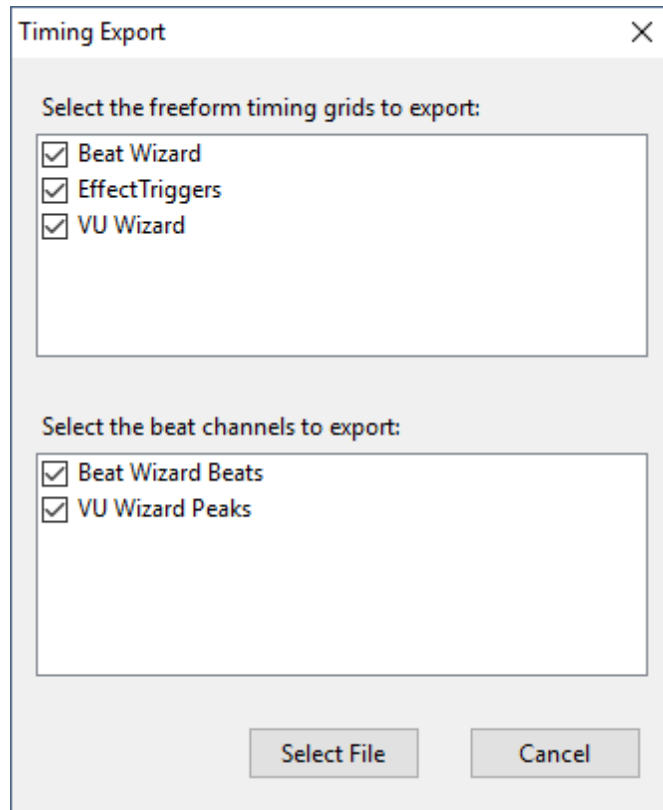 Timing Export
Select the freeform timing grids to export:
Beat Wizard
EffectTriggers
VU Wizard
Select the beat channels to export:
Beat Wizard Beats
VU Wizard Peaks
Select File Cancel